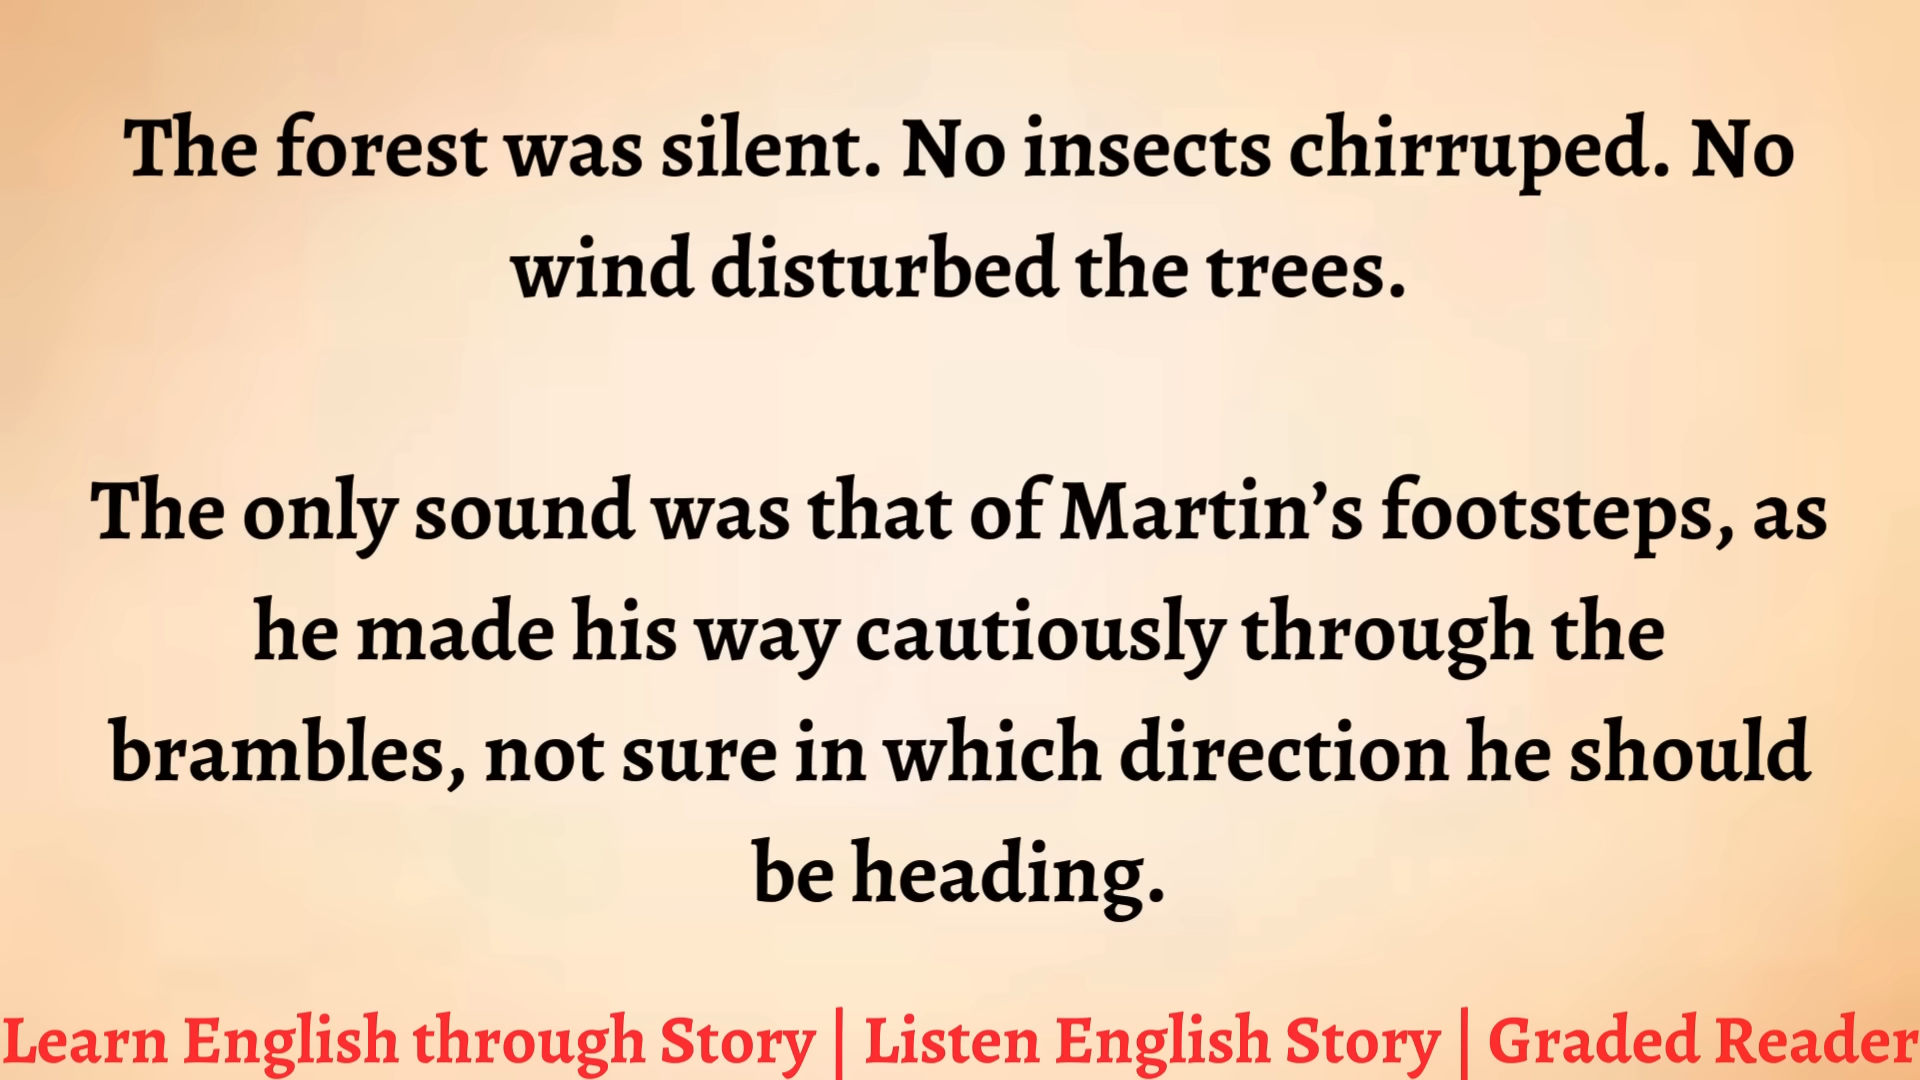 The forest was silent. No insects chirruped. No
wind disturbed the trees.
The only sound was that of Martin’s footsteps, as
he made his way cautiously through the
brambles, not sure in which direction he should
be heading.
Learn English through Story | Listen English Story | Graded Reader